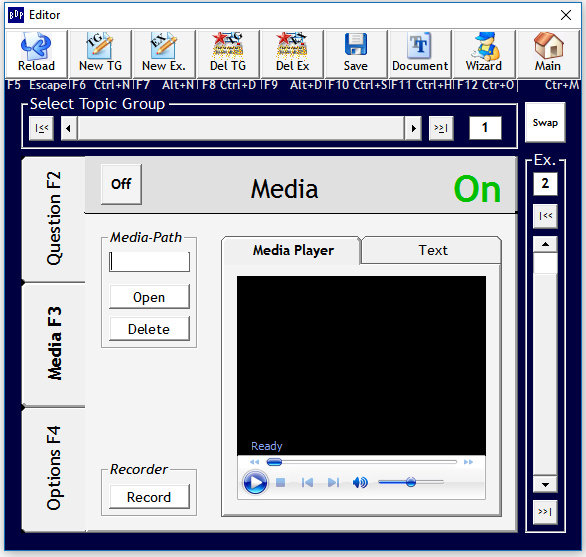 BDP Editor
Reload New TG New Ex. Del TG Del Ex Save Document Wizard Main
F5 Escape F6 Ctrl+N F7 Alt+N F8 Ctrl+D F9 Alt+D F10 Ctrl+S F11 Ctrl+H F12 Ctr+O Ctr+M
Select Topic Group
|<< >>| 1
Swap
Ex.
2
|<<
>>|
Question F2
Media F3
Options F4
Off Media On
Media-Path
Open
Delete
Media Player Text
Ready
Recorder
Record